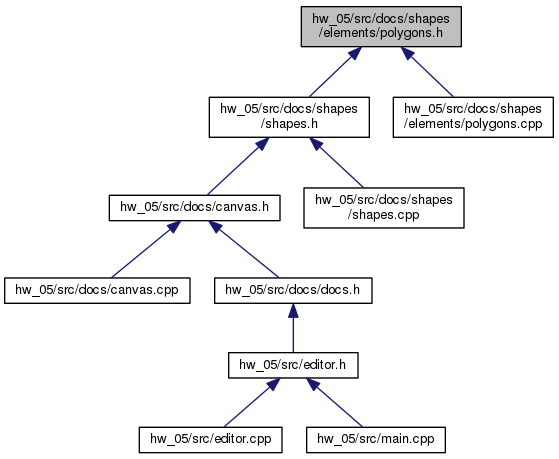 hw_05/src/docs/shapes
/elements/polygons.h
hw_05/src/docs/shapes
/shapes.h
hw_05/src/docs/shapes
/elements/polygons.cpp
hw_05/src/docs/canvas.h
hw_05/src/docs/shapes
/shapes.cpp
hw_05/src/docs/canvas.cpp
hw_05/src/docs/docs.h
hw_05/src/editor.h
hw_05/src/editor.cpp
hw_05/src/main.cpp